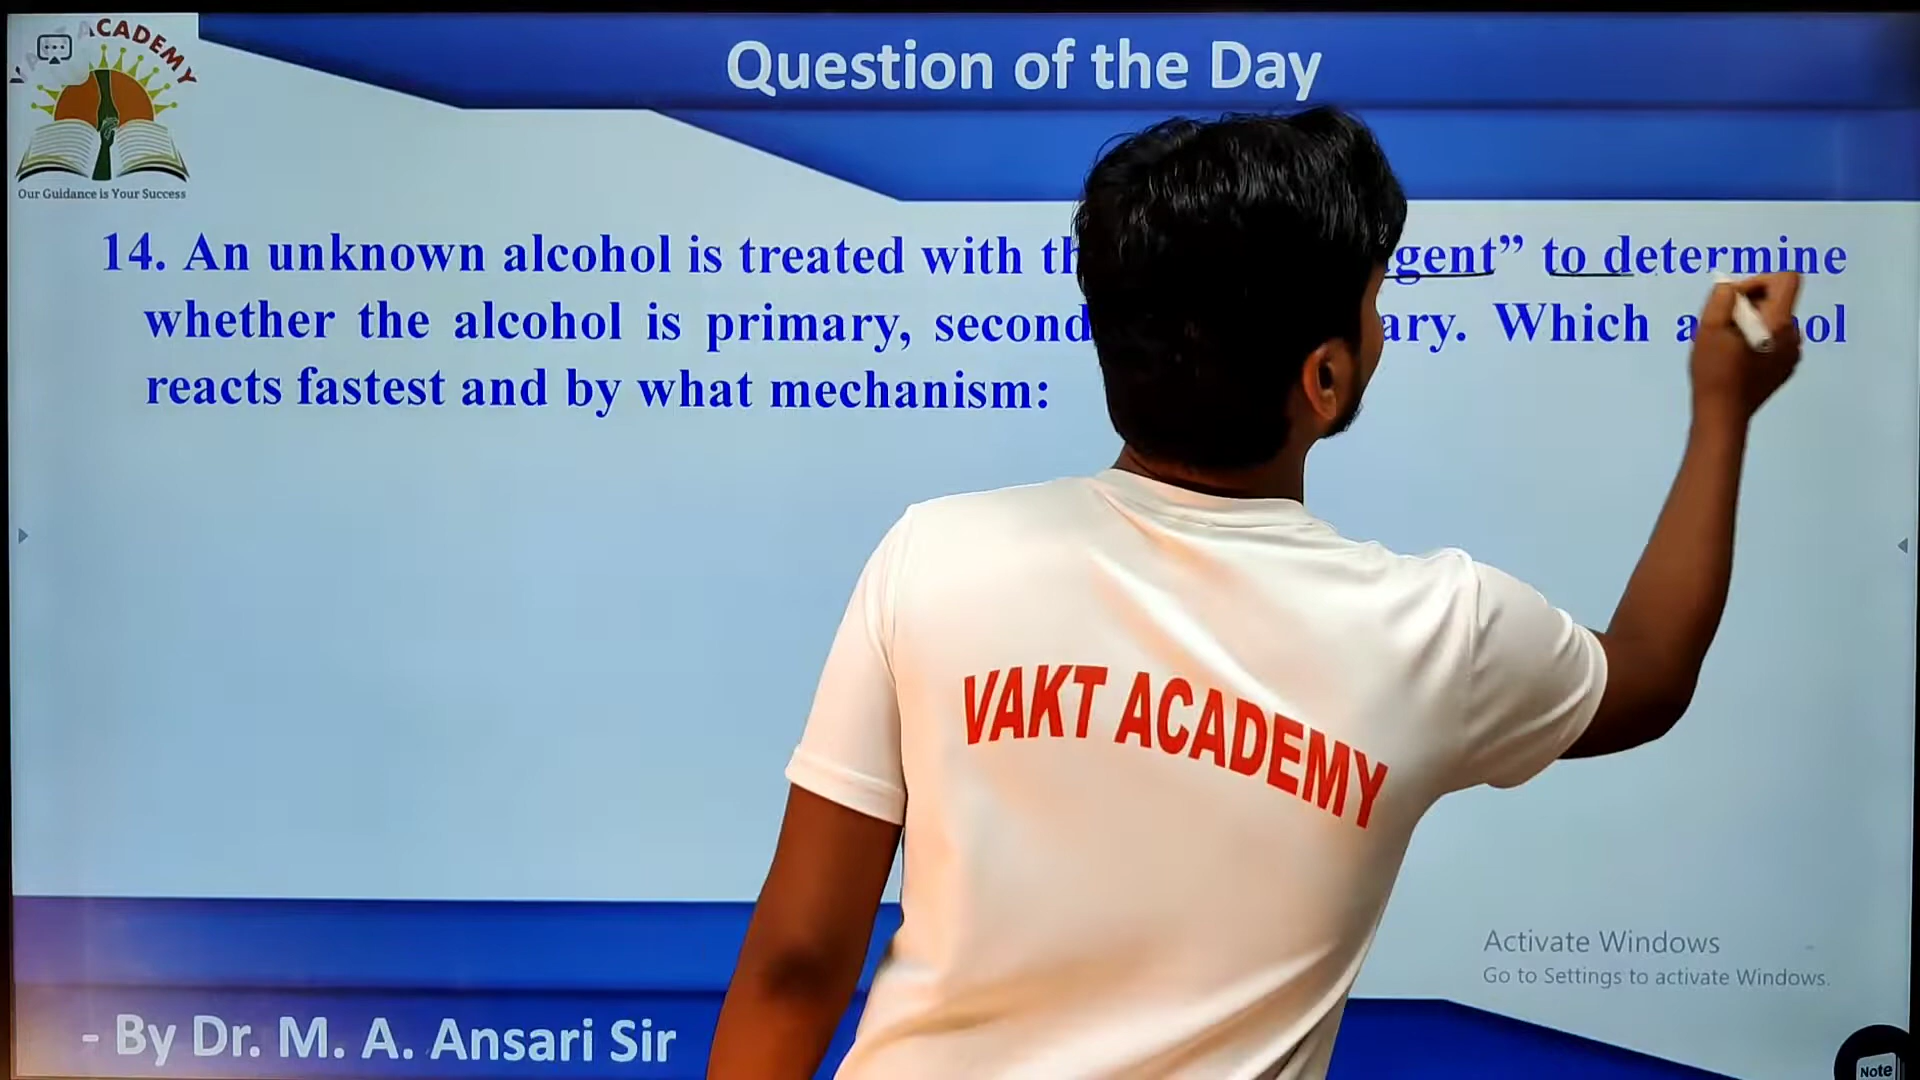 ACADEMY
Our Guidance is Your Success
Question of the Day
14. An unknown alcohol is treated with th gent” to determine
whether the alcohol is primary, second ary. Which a ol
reacts fastest and by what mechanism:
VAKT ACADEMY
Activate Windows
Go to Settings to activate Windows.
- By Dr. M. A. Ansari Sir
Note